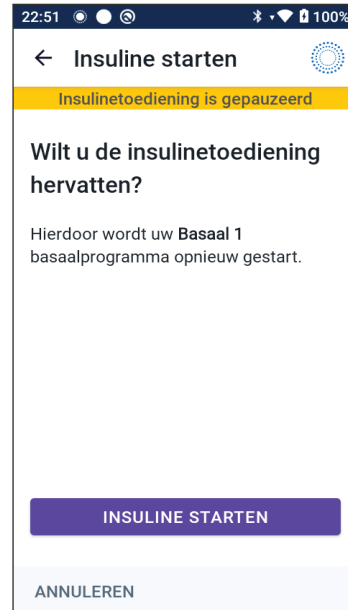 22:51 100%
Insuline starten
Insulinetoediening is gepauzeerd
Wilt u de insulinetoediening
hervatten?
Hierdoor wordt uw Basaal 1
basaalprogramma opnieuw gestart.
INSULINE STARTEN
ANNULEREN